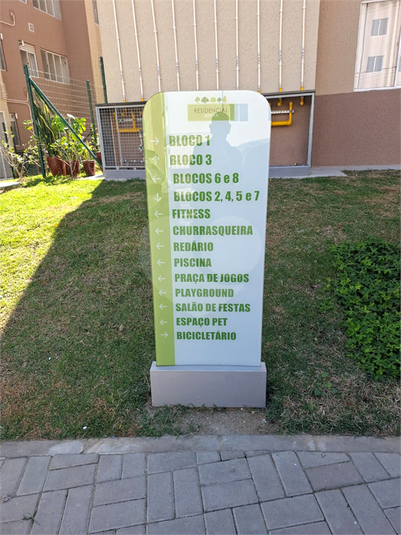 RESIDENCIAL
BLOCO 1
BLOCO 3
BLOCOS 6 e 8
BLOCOS 2, 4, 5 e 7
FITNESS
CHURRASQUEIRA
REDÁRIO
PISCINA
PRAÇA DE JOGOS
PLAYGROUND
SALÃO DE FESTAS
ESPAÇO PET
BICICLETÁRIO